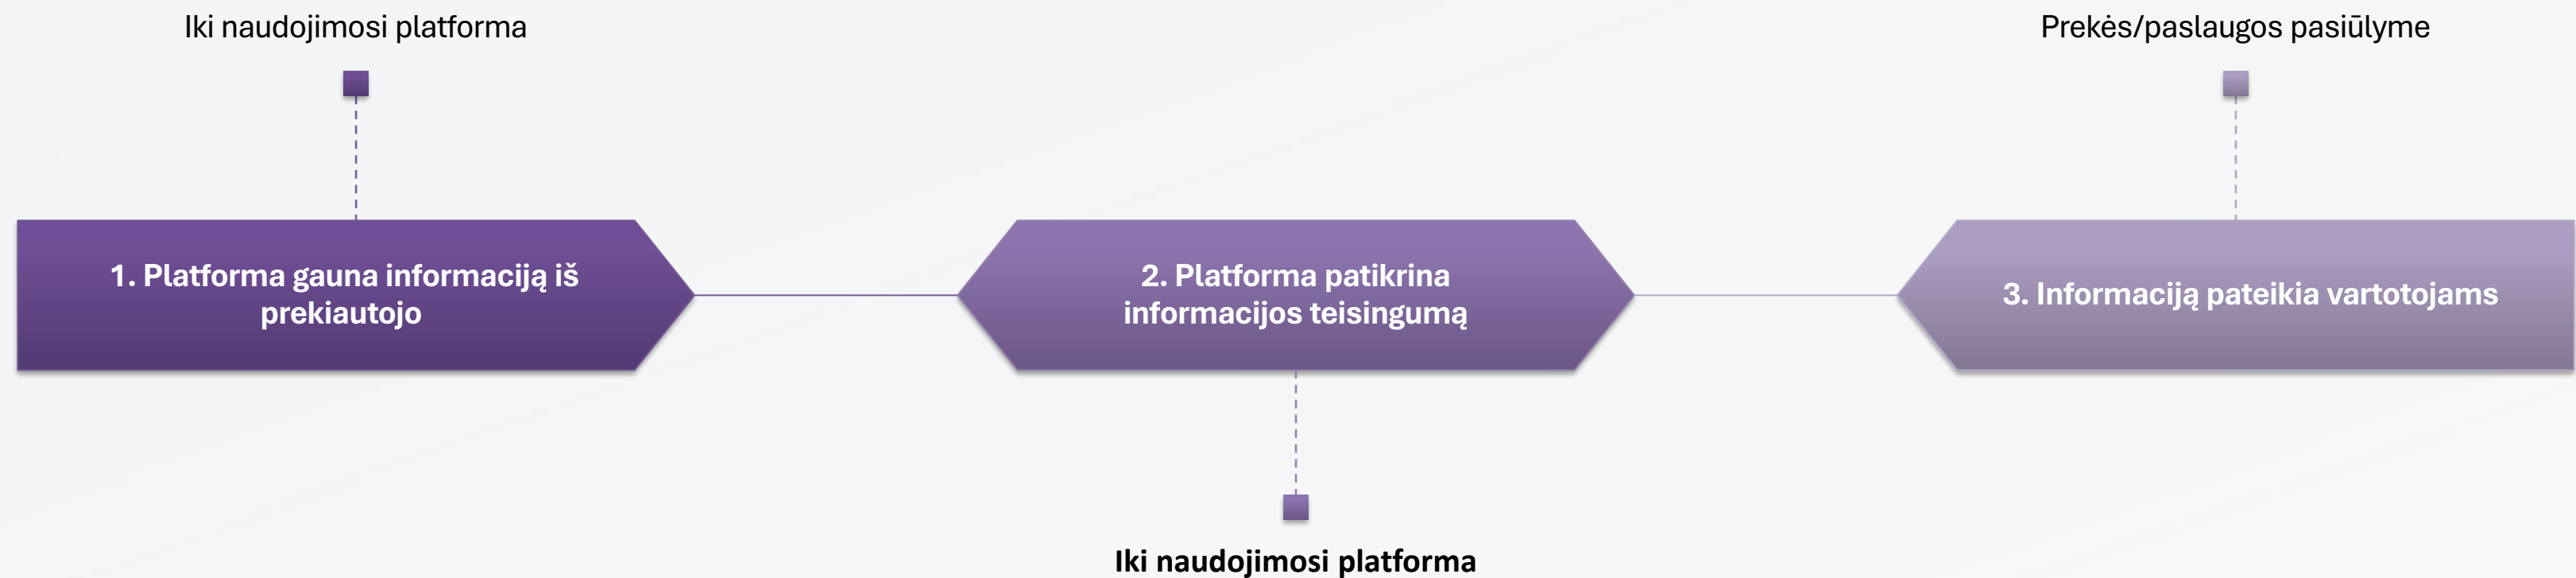 Iki naudojimosi platforma
Prekės/paslaugos pasiūlyme
1. Platforma gauna informaciją iš
prekiautojo
2. Platforma patikrina
informacijos teisingumą
3. Informaciją pateikia vartotojams
Iki naudojimosi platforma